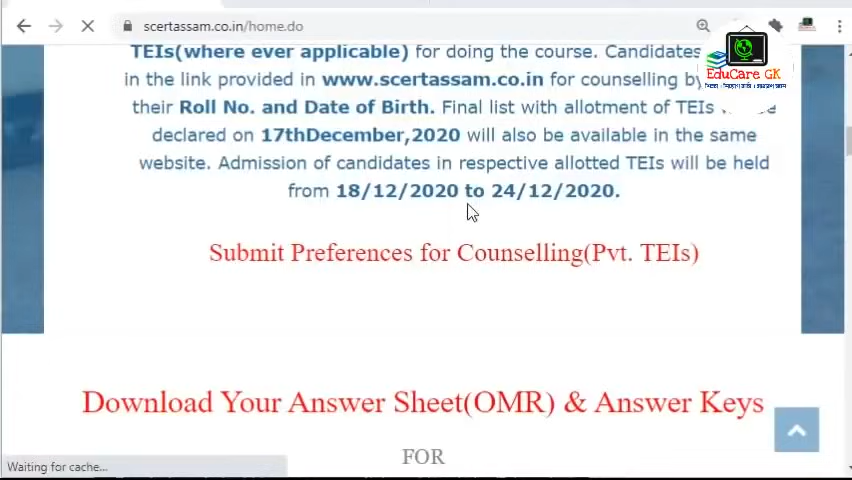 scertassam.co.in/home.do
EduCare GK
TEIs(where ever applicable) for doing the course. Candidates
in the link provided in www.scertassam.co.in for counselling by
their Roll No. and Date of Birth. Final list with allotment of TEIs
declared on 17thDecember,2020 will also be available in the same
website. Admission of candidates in respective allotted TEIs will be held
from 18/12/2020 to 24/12/2020.
Submit Preferences for Counselling(Pvt. TEIs)
Download Your Answer Sheet(OMR) & Answer Keys
FOR
Waiting for cache...